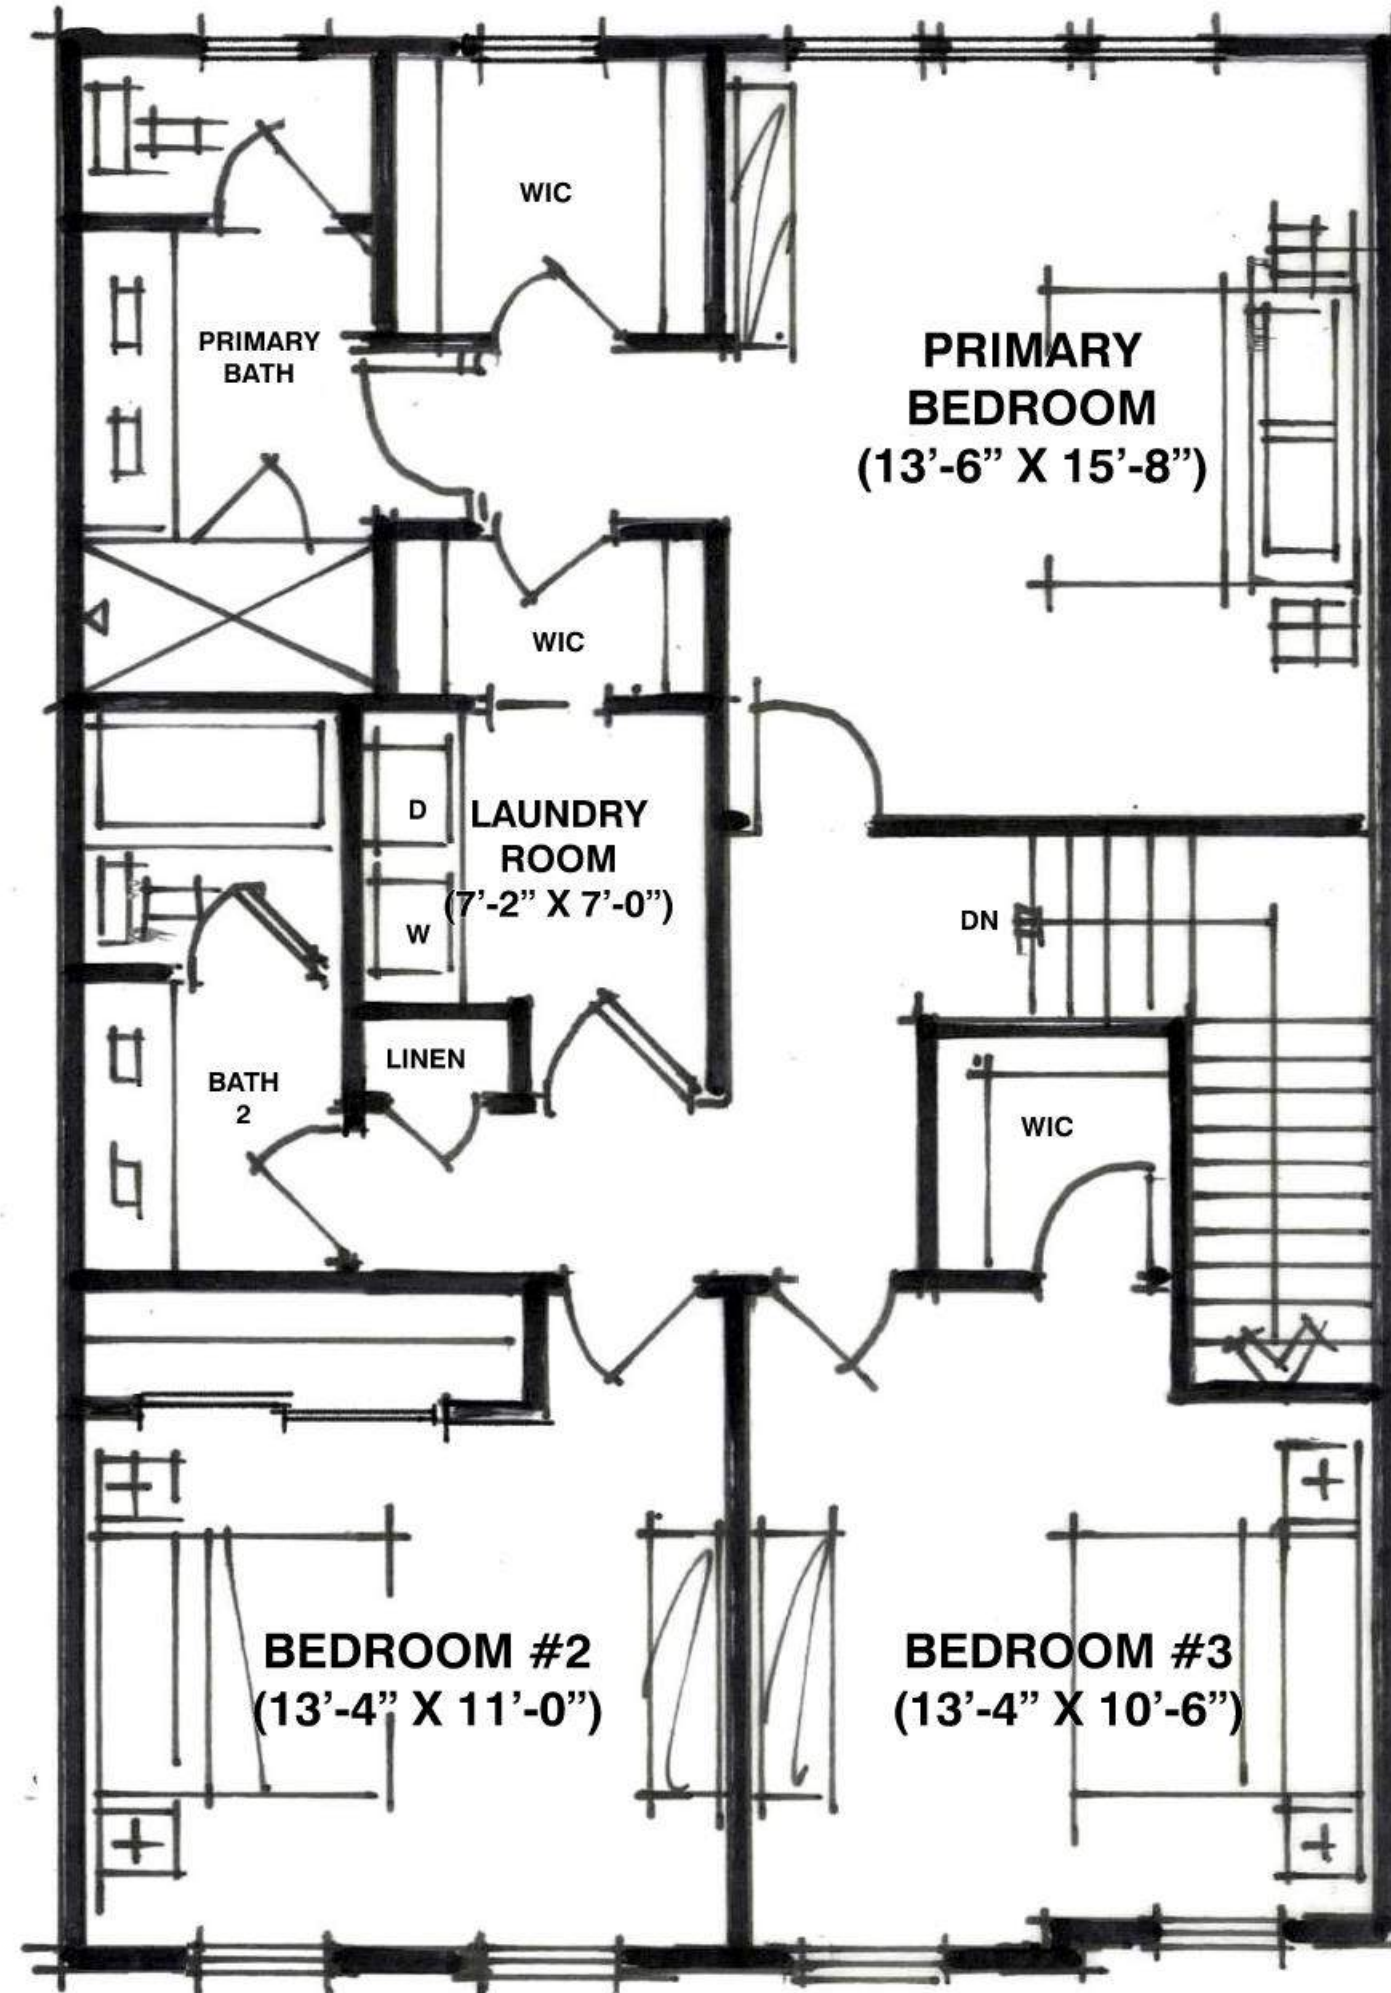 WIC
PRIMARY
BATH
PRIMARY
BEDROOM
(13’-6” X 15’-8”)
WIC
D
LAUNDRY
ROOM
(7’-2” X 7’-0”)
W
DN
LINEN
BATH
2
WIC
BEDROOM #2
(13’-4” X 11’-0”)
BEDROOM #3
(13’-4” X 10’-6”)